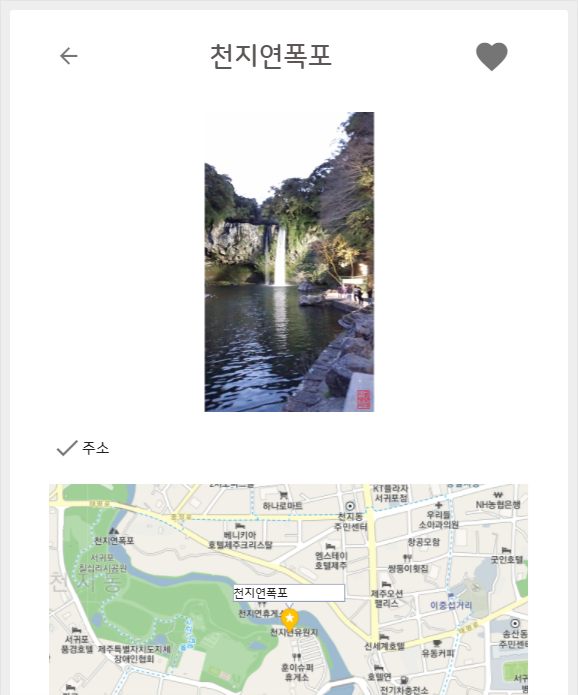 천지연폭포
주소
하나로마트
KT플라자
서귀포점
NH농협은행
천지동
주민센터
우리들
소아과의원
천지연폭포
베니키아
호텔제주크리스탈
엠스테이
호텔제주
항공모함
굿인호텔
서귀포
칠십리시공원
쌍둥이횟집
천지연폭포
제주오션
팰리스
이중섭거리
천지연휴게소
천지연유원지
서귀포
풍경호텔
제주특별자치도지체
장애인협회
신세계호텔
유동커피
송산동
주민센터
훈이슈퍼
휴게소
호텔엔
전기차충전소